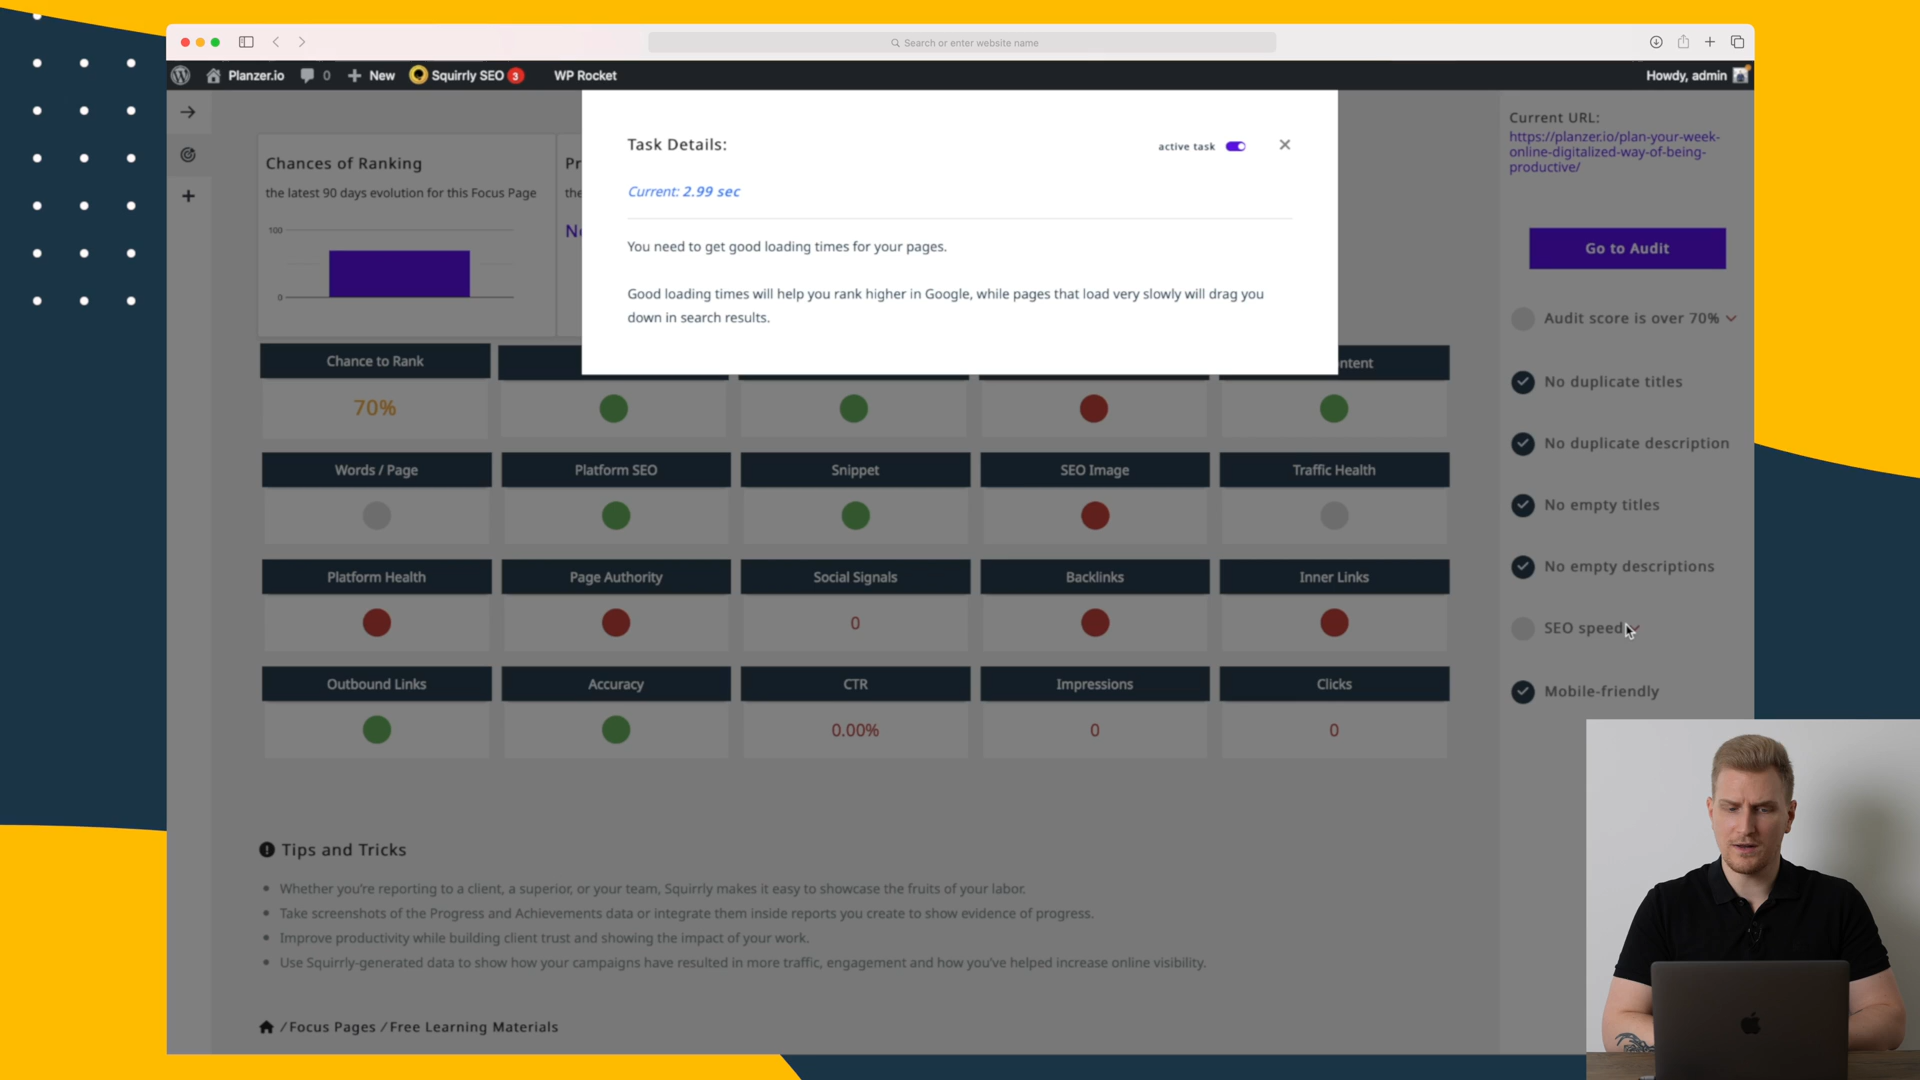 Search or enter website name
Planzer.io
0
New
Squirrly SEO 3
WP Rocket
Howdy, admin
Chances of Ranking
the latest 90 days evolution for this Focus Page
100
0
Task Details:
active task
Current: 2.99 sec
You need to get good loading times for your pages.
Good loading times will help you rank higher in Google, while pages that load very slowly will drag you
down in search results.
Current URL:
https://planzer.io/plan-your-week-
online-digitalized-way-of-being-
productive/
Go to Audit
Audit score is over 70%
No duplicate titles
No duplicate description
No empty titles
No empty descriptions
SEO speed
Mobile-friendly
Chance to Rank
70%
Words / Page
Platform SEO
Snippet
SEO Image
Traffic Health
Platform Health
Page Authority
Social Signals
Backlinks
Inner Links
0
Outbound Links
Accuracy
CTR
Impressions
Clicks
0.00%
0
0
Tips and Tricks
Whether you're reporting to a client, a superior, or your team, Squirrly makes it easy to showcase the fruits of your labor.
Take screenshots of the Progress and Achievements data or integrate them inside reports you create to show evidence of progress.
Improve productivity while building client trust and showing the impact of your work.
Use Squirrly-generated data to show how your campaigns have resulted in more traffic, engagement and how you've helped increase online visibility.
/ Focus Pages / Free Learning Materials